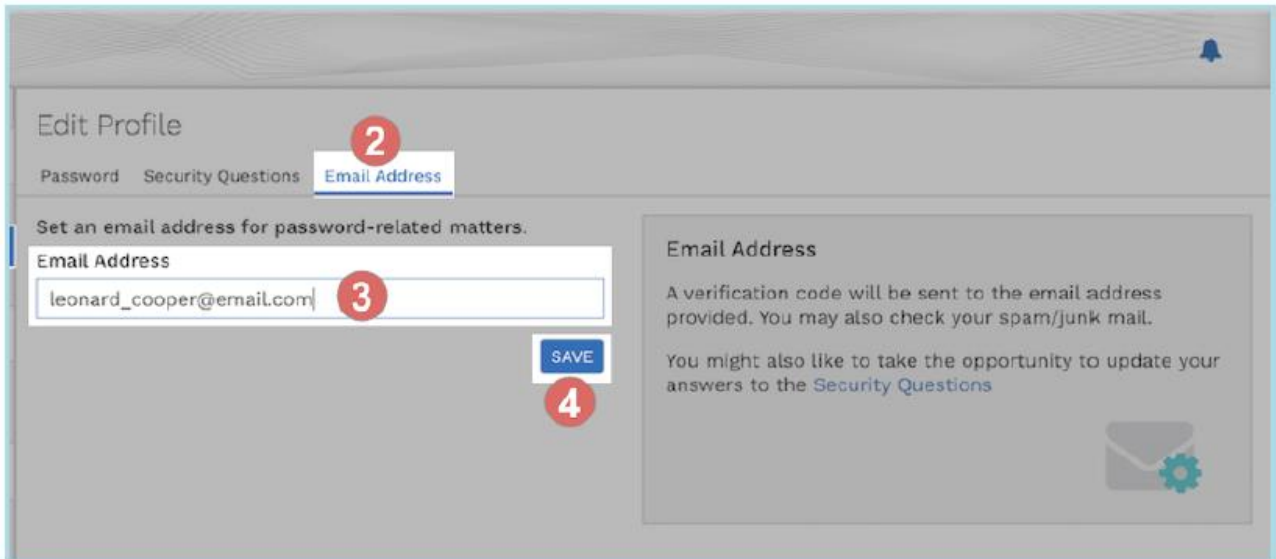 Edit Profile
2
Password Security Questions Email Address
Set an email address for password-related matters.
Email Address
leonard_cooper@email.com
3
SAVE
4
Email Address
A verification code will be sent to the email address
provided. You may also check your spam/junk mail.
You might also like to take the opportunity to update your
answers to the Security Questions